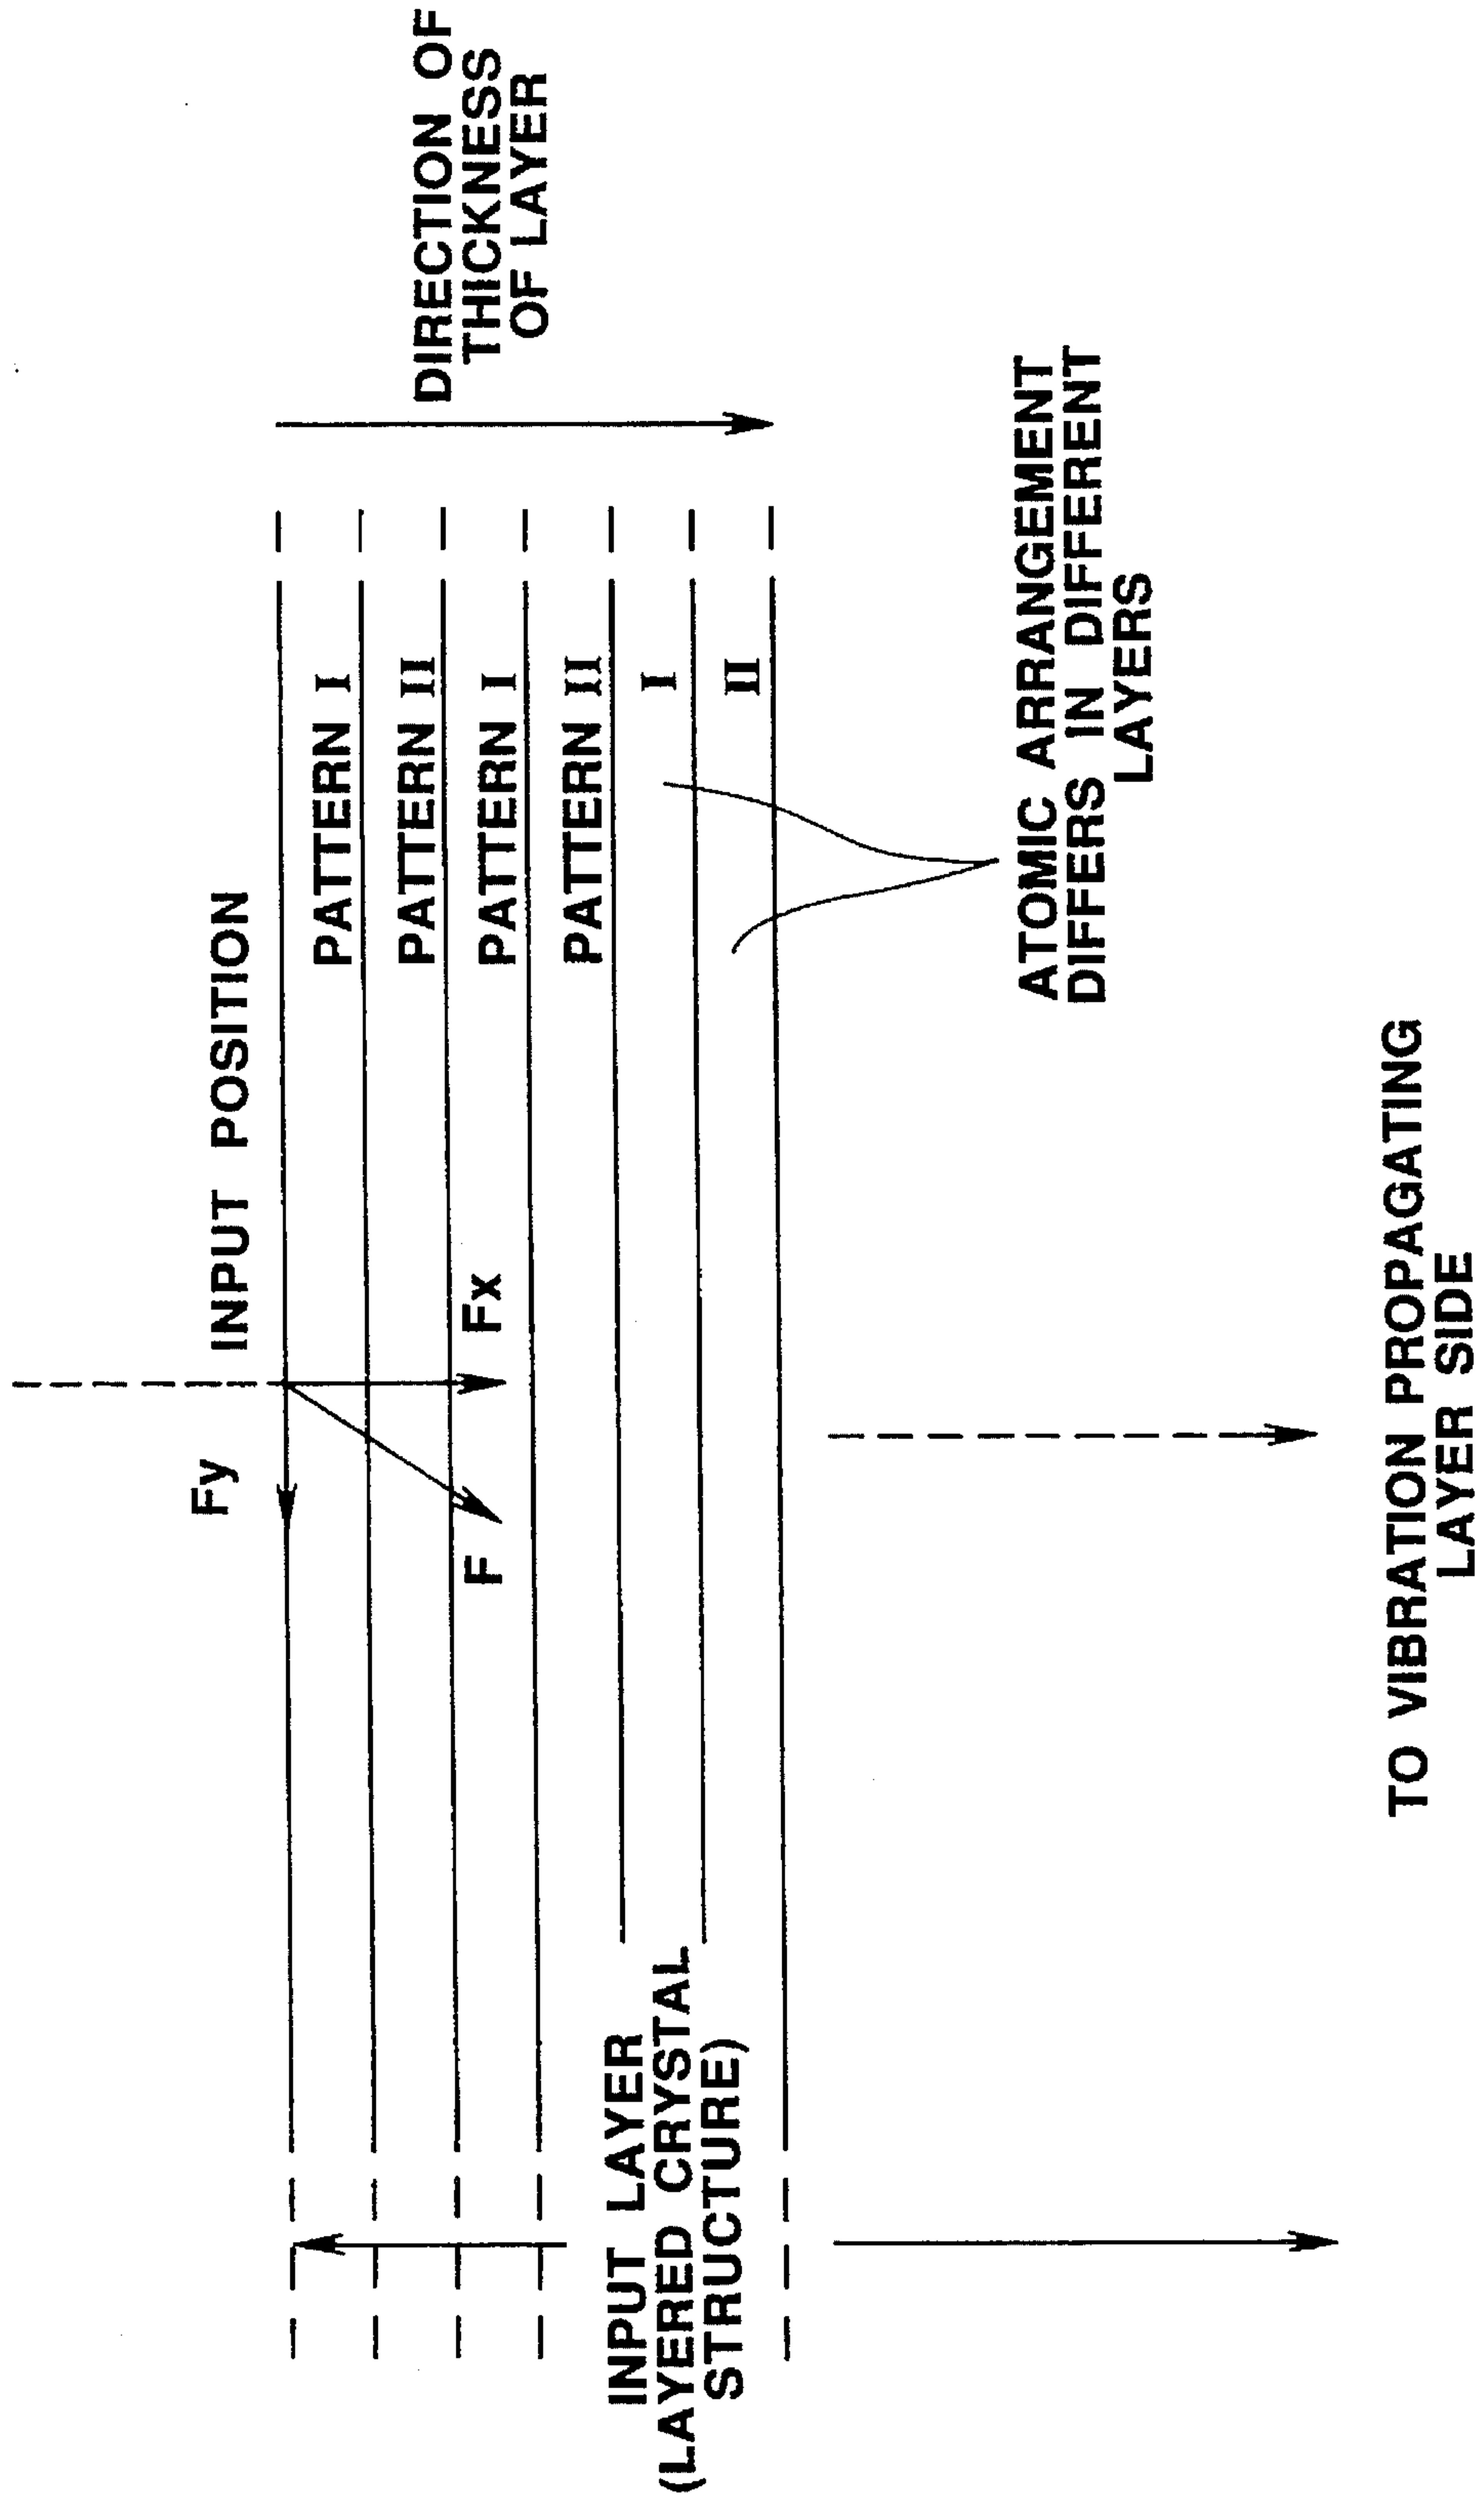 DIRECTION OF
THICKNESS
OF LAYER
INPUT POSITION
PATTERN I
PATTERN II
PATTERN I
PATTERN II
I
II
Fy
Fx
F
ATOMIC ARRANGEMENT
DIFFERS IN DIFFERENT
LAYERS
INPUT LAYER
(LAYERED CRYSTAL
STRUCTURE)
TO VIBRATION PROPAGATING
LAYER SIDE